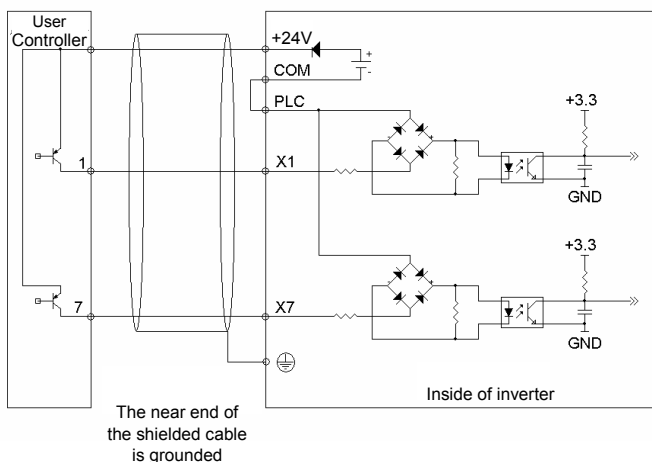 User
Controller
+24V
+
-
COM
PLC
+3.3
-
+
1
X1
GND
+3.3
-
+
7
X7
GND
Inside of inverter
The near end of
the shielded cable
is grounded